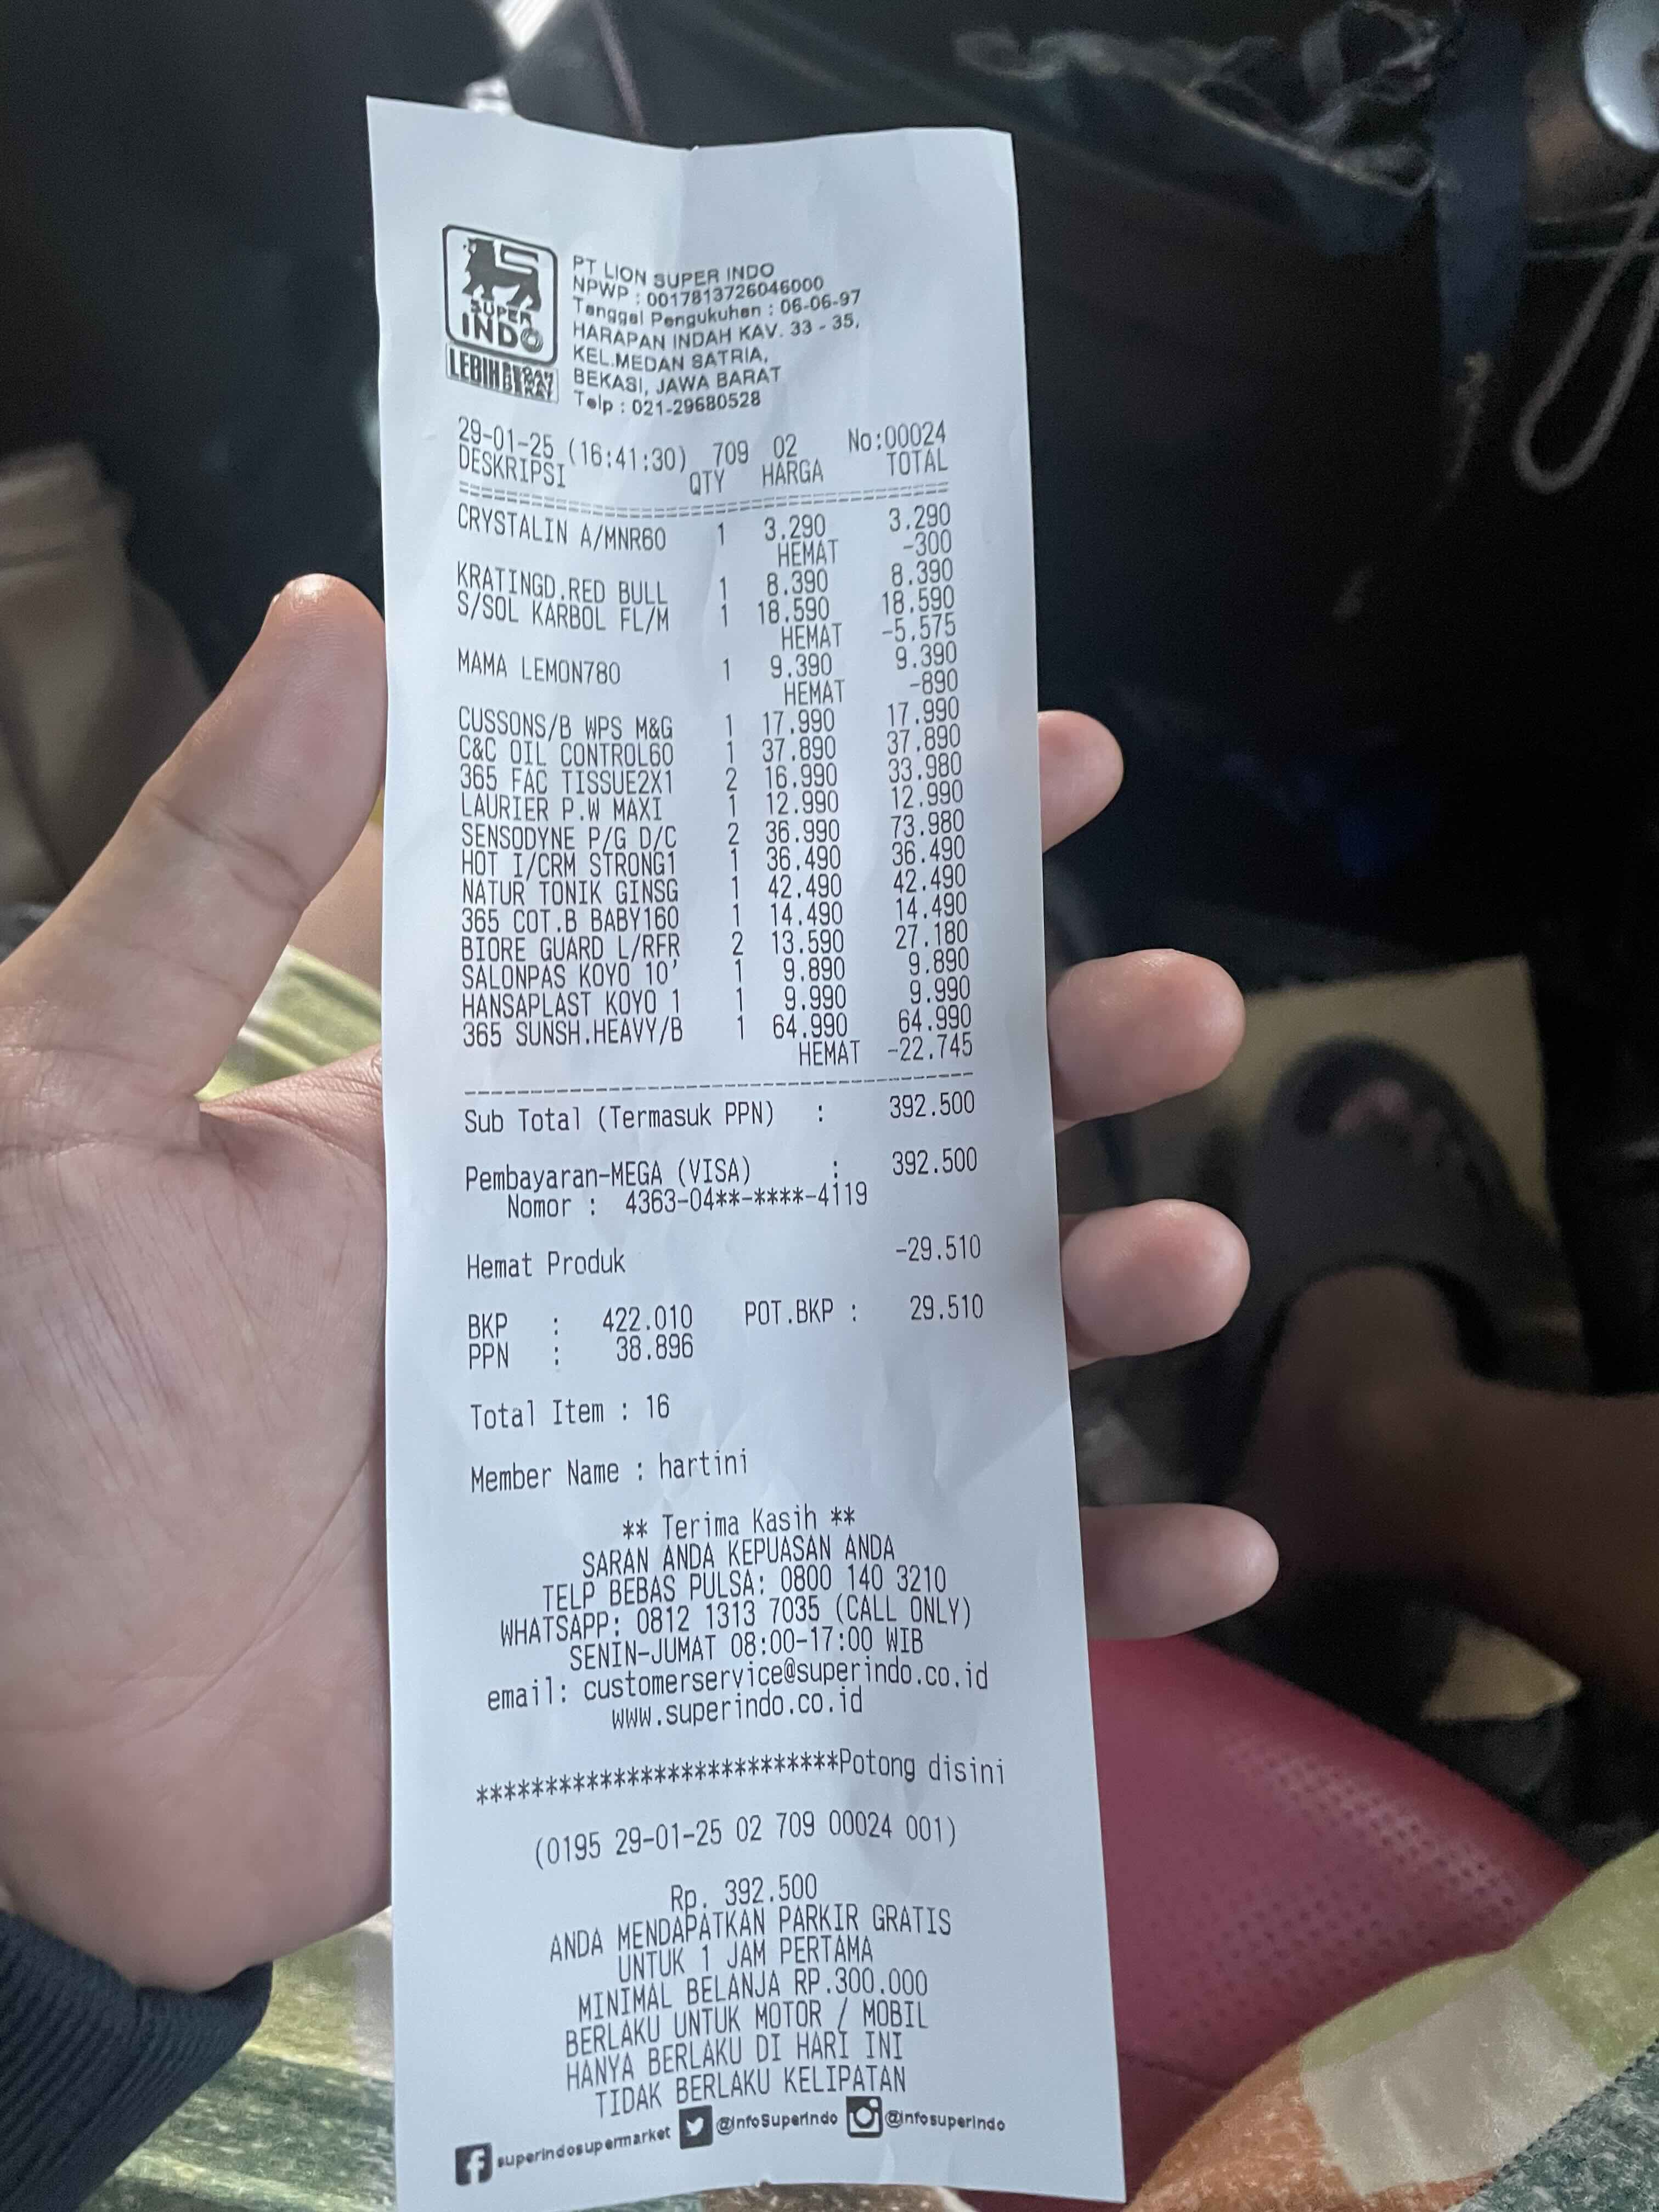 SUPER
INDO
LEBIH
PT LION SUPER INDO
NPWP : 0017813726046000
Tanggal Pengukuhan : 06-06-97
HARAPAN INDAH KAV. 33 - 35,
KEL.MEDAN SATRIA,
BEKASI, JAWA BARAT
Telp : 021-29680528
29-01-25 (16:41:30) 709 02 No:00024
DESKRIPSI QTY HARGA TOTAL
CRYSTALIN A/MNR60 1 3.290 3.290
HEMAT -300
KRATINGD.RED BULL 1 8.390 8.390
S/SOL KARBOL FL/M 1 18.590 18.590
HEMAT -5.575
MAMA LEMON780 1 9.390 9.390
HEMAT -890
CUSSONS/B WPS M&G 1 17.990 17.990
C&C OIL CONTROL60 1 37.890 37.890
365 FAC TISSUE2X1 2 16.990 33.980
LAURIER P.W MAXI 1 12.990 12.990
SENSODYNE P/G D/C 2 36.990 73.980
HOT I/CRM STRONG1 1 36.490 36.490
NATUR TONIK GINSG 1 42.490 42.490
365 COT.B BABY160 1 14.490 14.490
BIORE GUARD L/RFR 2 13.590 27.180
SALONPAS KOYO 10' 1 9.890 9.890
HANSAPLAST KOYO 1 1 9.990 9.990
365 SUNSH.HEAVY/B 1 64.990 64.990
HEMAT -22.745
Sub Total (Termasuk PPN) : 392.500
Pembayaran-MEGA (VISA) : 392.500
Nomor : 4363-04**-****-4119
Hemat Produk -29.510
BKP : 422.010 POT.BKP : 29.510
PPN : 38.896
Total Item : 16
Member Name : hartini
** Terima Kasih **
SARAN ANDA KEPUASAN ANDA
TELP BEBAS PULSA: 0800 140 3210
WHATSAPP: 0812 1313 7035 (CALL ONLY)
SENIN-JUMAT 08:00-17:00 WIB
email: customerservice@superindo.co.id
www.superindo.co.id
**************************Potong disini
(0195 29-01-25 02 709 00024 001)
Rp. 392.500
ANDA MENDAPATKAN PARKIR GRATIS
UNTUK 1 JAM PERTAMA
MINIMAL BELANJA RP.300.000
BERLAKU UNTUK MOTOR / MOBIL
HANYA BERLAKU DI HARI INI
TIDAK BERLAKU KELIPATAN
superindosupermarket @infoSuperindo @infosuperindo